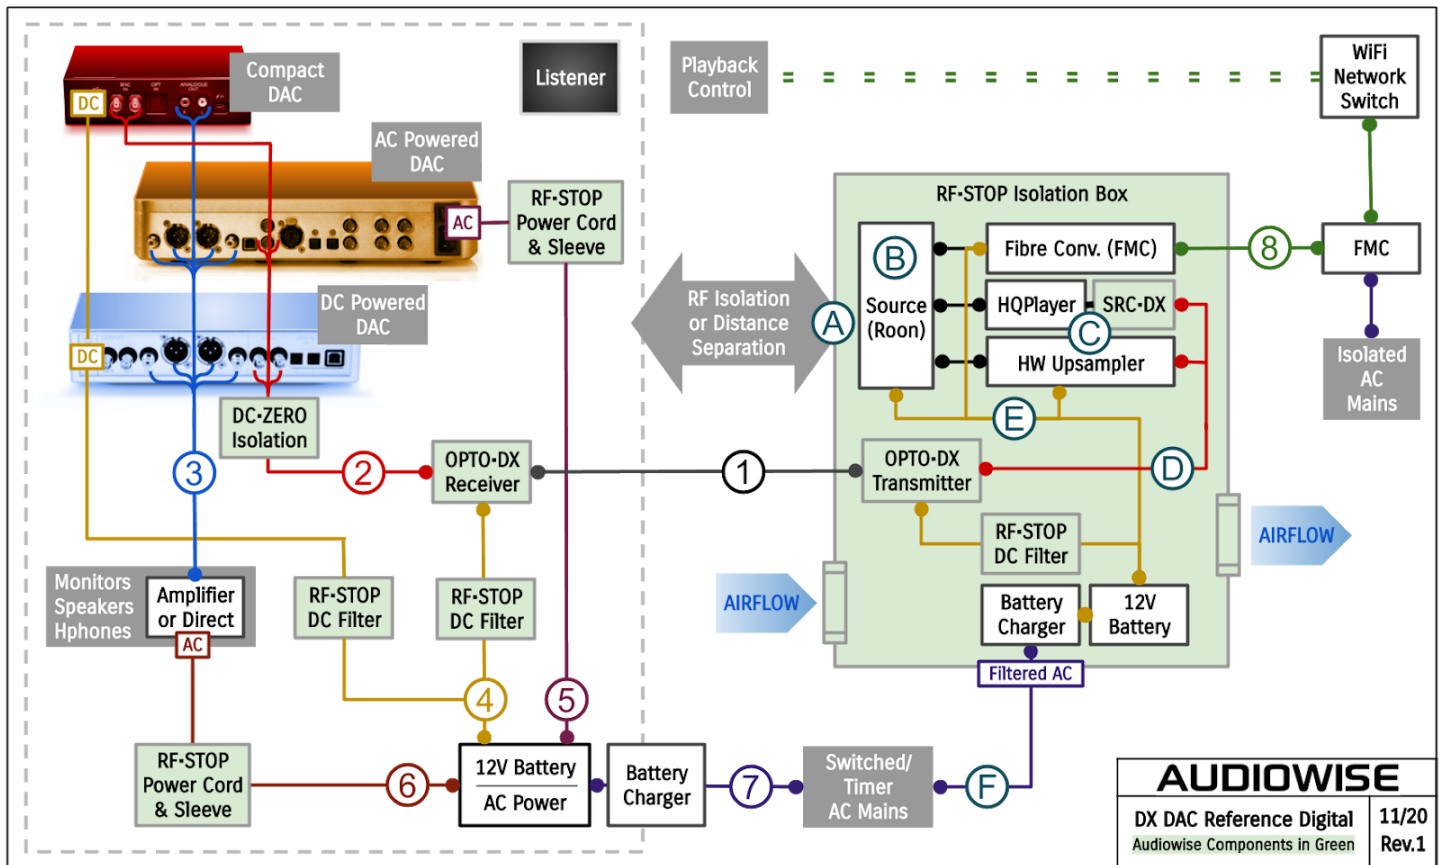 Compact
DAC
Listener
Playback
Control
WiFi
Network
Switch
DC
BNC
IN
OPT
IN
ANALOGUE
OUT
AC Powered
DAC
AC
RF-STOP
Power Cord
& Sleeve
RF-STOP Isolation Box
B
Source
(Roon)
Fibre Conv. (FMC)
8
FMC
DC Powered
DAC
DC
RF Isolation
or Distance
Separation
A
HQPlayer
SRC-DX
C
HW Upsampler
Isolated
AC
Mains
DC-ZERO
Isolation
E
3
2
OPTO-DX
Receiver
1
OPTO-DX
Transmitter
D
RF-STOP
DC Filter
AIRFLOW
AIRFLOW
Monitors
Speakers
Hphones
Amplifier
or Direct
AC
RF-STOP
DC Filter
RF-STOP
DC Filter
Battery
Charger
12V
Battery
Filtered AC
4
5
RF-STOP
Power Cord
& Sleeve
6
12V Battery
AC Power
Battery
Charger
7
Switched/
Timer
AC Mains
F
AUDIOWISE
DX DAC Reference Digital
Audiowise Components in Green
11/20
Rev.1